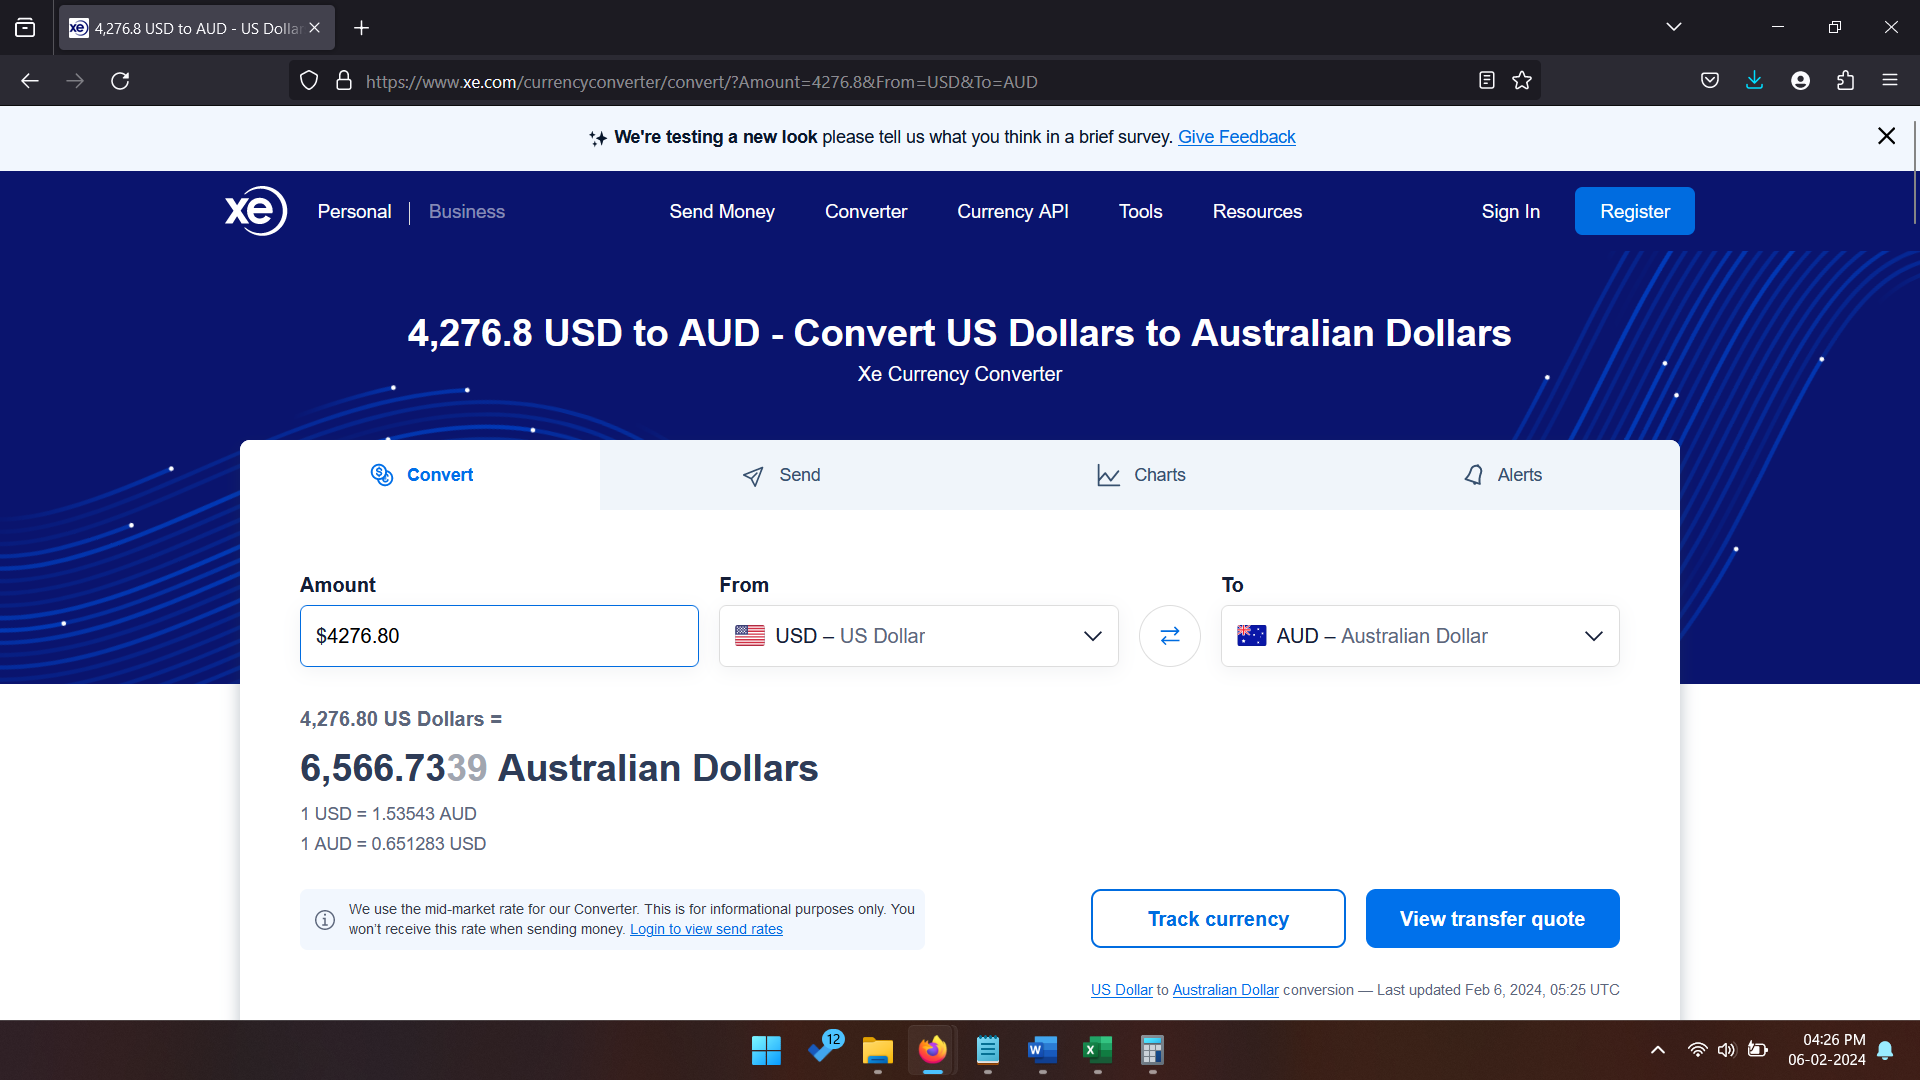 4,276.8 USD to AUD - US Dollar
https://www.xe.com/currencyconverter/convert/?Amount=4276.8&From=USD&To=AUD
We're testing a new look please tell us what you think in a brief survey. Give Feedback
xe Personal Business Send Money Converter Currency API Tools Resources Sign In Register
4,276.8 USD to AUD - Convert US Dollars to Australian Dollars
Xe Currency Converter
Convert Send Charts Alerts
Amount From To
$4276.80 USD – US Dollar AUD – Australian Dollar
4,276.80 US Dollars =
6,566.7339 Australian Dollars
1 USD = 1.53543 AUD
1 AUD = 0.651283 USD
We use the mid-market rate for our Converter. This is for informational purposes only. You
won't receive this rate when sending money. Login to view send rates
Track currency View transfer quote
US Dollar to Australian Dollar conversion — Last updated Feb 6, 2024, 05:25 UTC
12
04:26 PM
06-02-2024